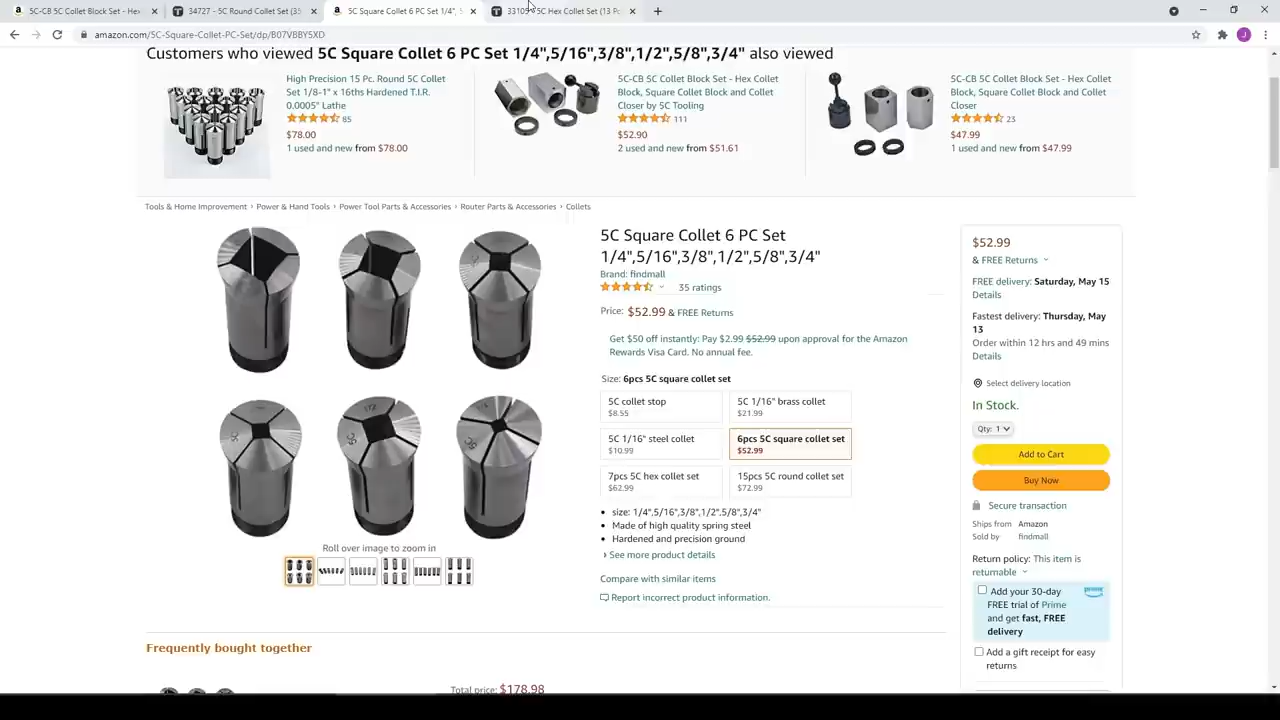 5C-CB 5C Collet Block Set - Hex
34727 - 5C Round Collet Set (35
5C Square Collet 6 PC Set 1/4", 5
33105 - 5C Hex Collet Set (13 Pc
amazon.com/5C-Square-Collet-PC-Set/dp/B07VBBY5XD
J
Customers who viewed 5C Square Collet 6 PC Set 1/4",5/16",3/8",1/2",5/8",3/4" also viewed
High Precision 15 Pc. Round 5C Collet
Set 1/8-1" x 16ths Hardened T.I.R.
0.0005" Lathe
85
$78.00
1 used and new from $78.00
5C-CB 5C Collet Block Set - Hex Collet
Block, Square Collet Block and Collet
Closer by 5C Tooling
111
$52.90
2 used and new from $51.61
5C-CB 5C Collet Block Set - Hex Collet
Block, Square Collet Block and Collet
Closer
23
$47.99
1 used and new from $47.99
Tools & Home Improvement › Power & Hand Tools › Power Tool Parts & Accessories › Router Parts & Accessories › Collets
Roll over image to zoom in
5C Square Collet 6 PC Set
1/4",5/16",3/8",1/2",5/8",3/4"
Brand: findmall
35 ratings
Price: $52.99 & FREE Returns
Get $50 off instantly: Pay $2.99 $52.99 upon approval for the Amazon
Rewards Visa Card. No annual fee.
Size: 6pcs 5C square collet set
5C collet stop
$8.55
5C 1/16" brass collet
$21.99
5C 1/16" steel collet
$10.99
6pcs 5C square collet set
$52.99
7pcs 5C hex collet set
$62.99
15pcs 5C round collet set
$72.99
• size: 1/4",5/16",3/8",1/2",5/8",3/4"
• Made of high quality spring steel
• Hardened and precision ground
› See more product details
Compare with similar items
Report incorrect product information.
$52.99
& FREE Returns
FREE delivery: Saturday, May 15
Details
Fastest delivery: Thursday, May
13
Order within 12 hrs and 49 mins
Details
Select delivery location
In Stock.
Qty: 1
Add to Cart
Buy Now
Secure transaction
Ships from Amazon
Sold by findmall
Return policy: This item is
returnable
Add your 30-day
FREE trial of Prime
and get fast, FREE
delivery
prime
Add a gift receipt for easy
returns
Frequently bought together
Total price: $178.98